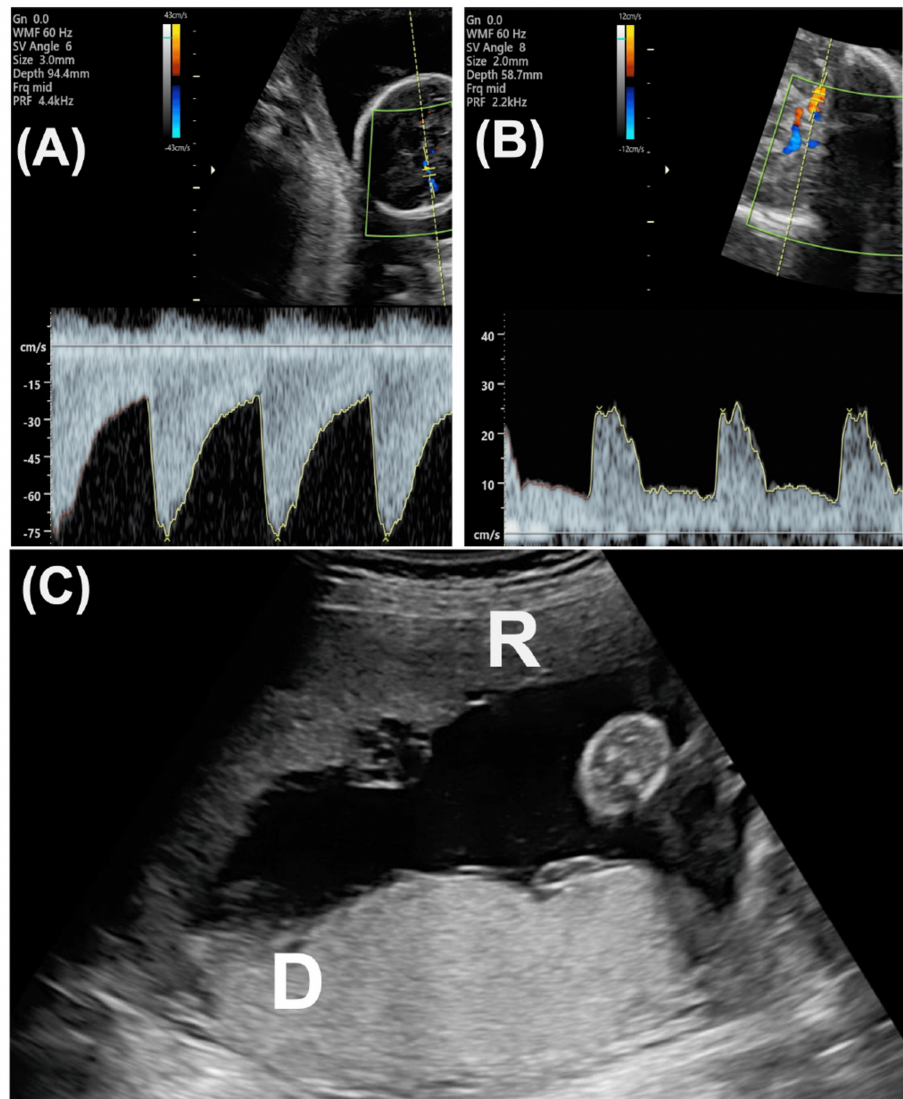 Gn 0.0
WMF 60 Hz
SV Angle 6
Size 3.0mm
Depth 94.4mm
Frq mid
PRF 4.4kHz
43cm/s
-43cm/s
(A)
cm/s
-15
-30
-45
-60
-75
Gn 0.0
WMF 60 Hz
SV Angle 8
Size 2.0mm
Depth 58.7mm
Frq mid
PRF 2.2kHz
12cm/s
-12cm/s
(B)
40
30
20
10
cm/s
(C)
R
D